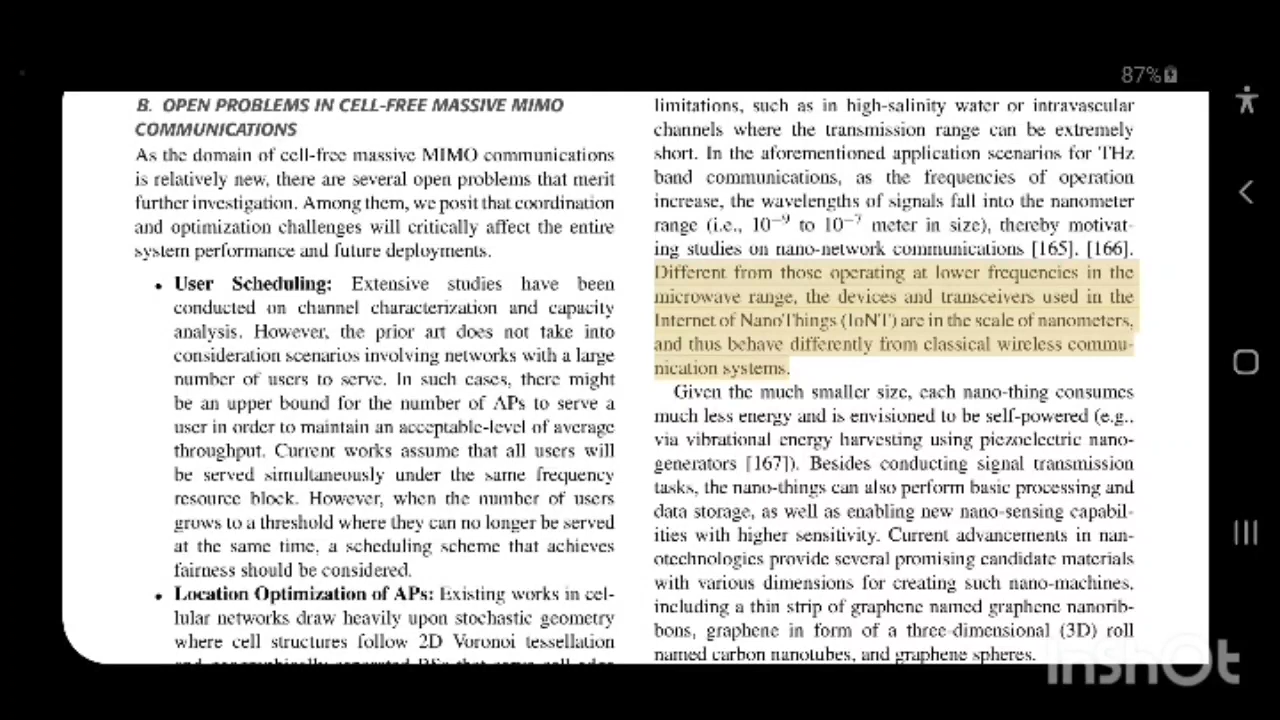 87%
B. OPEN PROBLEMS IN CELL-FREE MASSIVE MIMO
COMMUNICATIONS
As the domain of cell-free massive MIMO communications
is relatively new, there are several open problems that merit
further investigation. Among them, we posit that coordination
and optimization challenges will critically affect the entire
system performance and future deployments.
• User Scheduling: Extensive studies have been
conducted on channel characterization and capacity
analysis. However, the prior art does not take into
consideration scenarios involving networks with a large
number of users to serve. In such cases, there might
be an upper bound for the number of APs to serve a
user in order to maintain an acceptable-level of average
throughput. Current works assume that all users will
be served simultaneously under the same frequency
resource block. However, when the number of users
grows to a threshold where they can no longer be served
at the same time, a scheduling scheme that achieves
fairness should be considered.
• Location Optimization of APs: Existing works in cel-
lular networks draw heavily upon stochastic geometry
where cell structures follow 2D Voronoi tessellation
limitations, such as in high-salinity water or intravascular
channels where the transmission range can be extremely
short. In the aforementioned application scenarios for THz
band communications, as the frequencies of operation
increase, the wavelengths of signals fall into the nanometer
range (i.e., 10⁻⁹ to 10⁻⁷ meter in size), thereby motivat-
ing studies on nano-network communications [165], [166].
Different from those operating at lower frequencies in the
microwave range, the devices and transceivers used in the
Internet of NanoThings (IoNT) are in the scale of nanometers,
and thus behave differently from classical wireless commu-
nication systems.
Given the much smaller size, each nano-thing consumes
much less energy and is envisioned to be self-powered (e.g.,
via vibrational energy harvesting using piezoelectric nano-
generators [167]). Besides conducting signal transmission
tasks, the nano-things can also perform basic processing and
data storage, as well as enabling new nano-sensing capabil-
ities with higher sensitivity. Current advancements in nan-
otechnologies provide several promising candidate materials
with various dimensions for creating such nano-machines,
including a thin strip of graphene named graphene nanorib-
bons, graphene in form of a three-dimensional (3D) roll
named carbon nanotubes, and graphene spheres.
InShOt